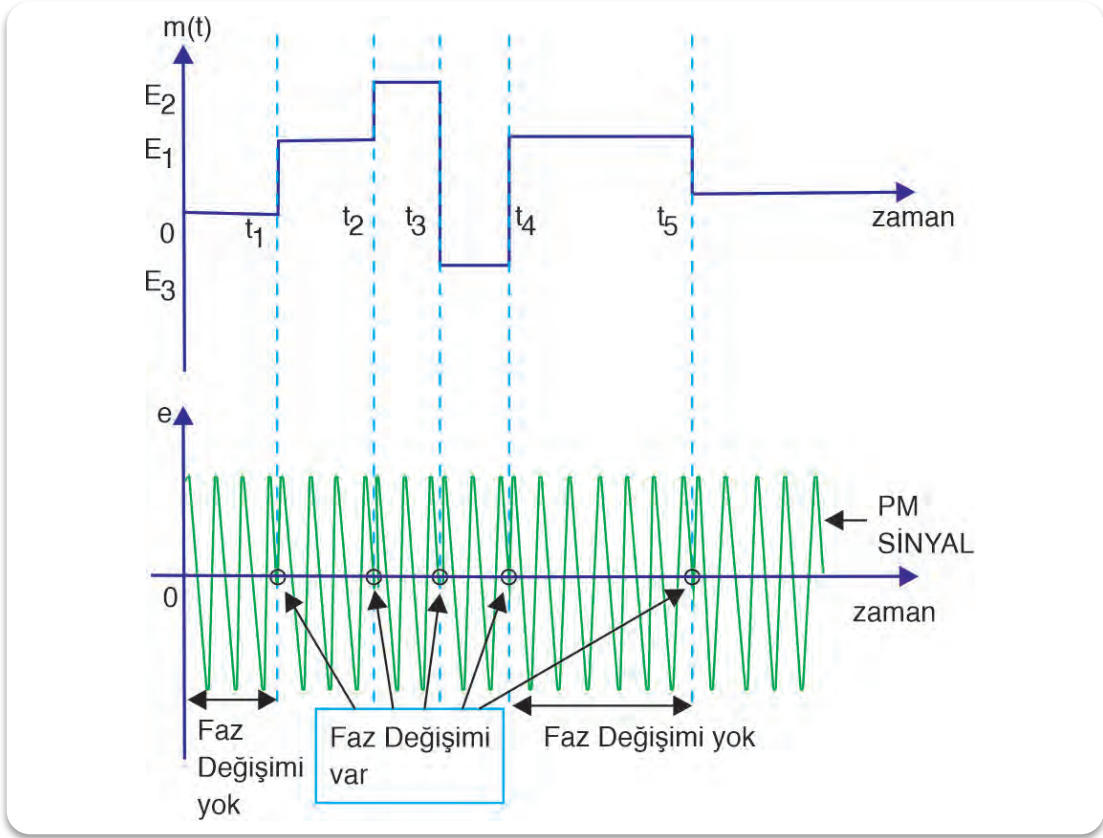 m(t)
E2
E1
0
t1
t2
t3
t4
t5
zaman
E3
e
PM
SİNYAL
0
zaman
Faz
Değişimi
yok
Faz Değişimi
var
Faz Değişimi yok